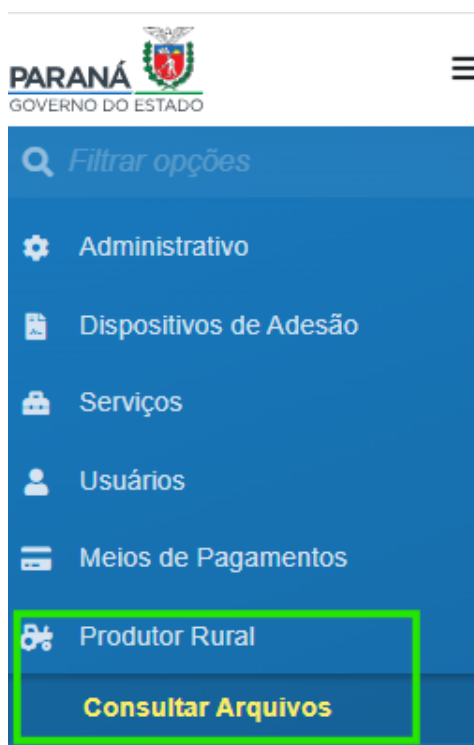 PARANÁ
GOVERNO DO ESTADO
Filtrar opções
Administrativo
Dispositivos de Adesão
Serviços
Usuários
Meios de Pagamentos
Produtor Rural
Consultar Arquivos